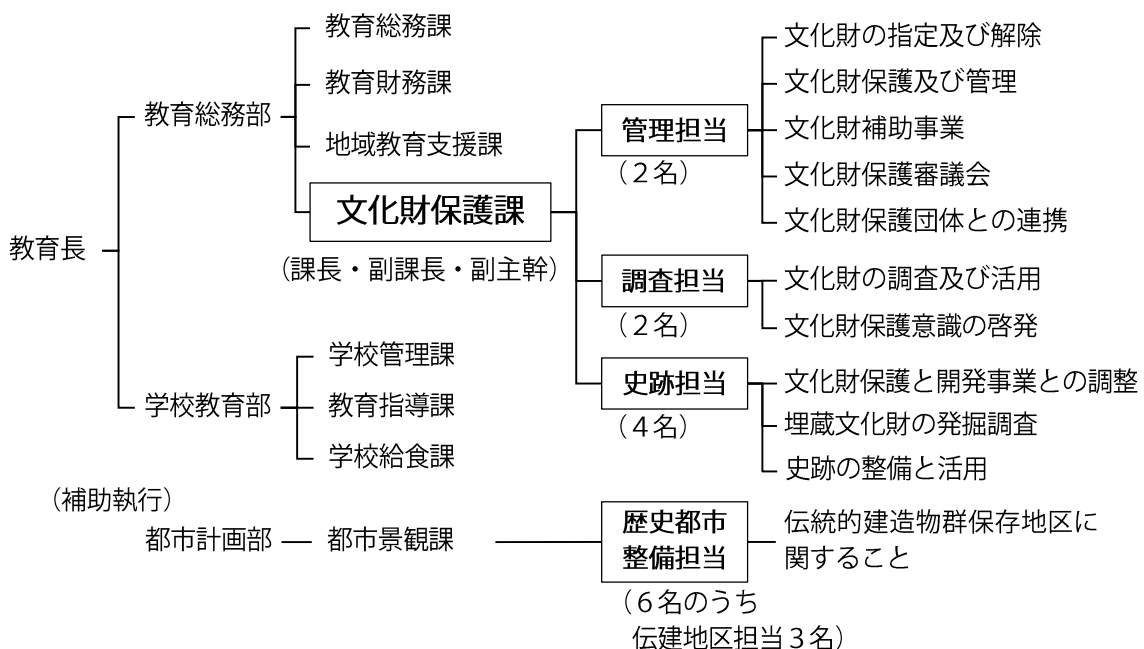 教育長
教育総務部
教育総務課
教育財務課
地域教育支援課
文化財保護課
（課長・副課長・副主幹）
管理担当
（２名）
文化財の指定及び解除
文化財保護及び管理
文化財補助事業
文化財保護審議会
文化財保護団体との連携
調査担当
（２名）
文化財の調査及び活用
文化財保護意識の啓発
史跡担当
（４名）
文化財保護と開発事業との調整
埋蔵文化財の発掘調査
史跡の整備と活用
学校教育部
学校管理課
教育指導課
学校給食課
（補助執行）
都市計画部
都市景観課
歴史都市
整備担当
（６名のうち
伝建地区担当３名）
伝統的建造物群保存地区に
関すること